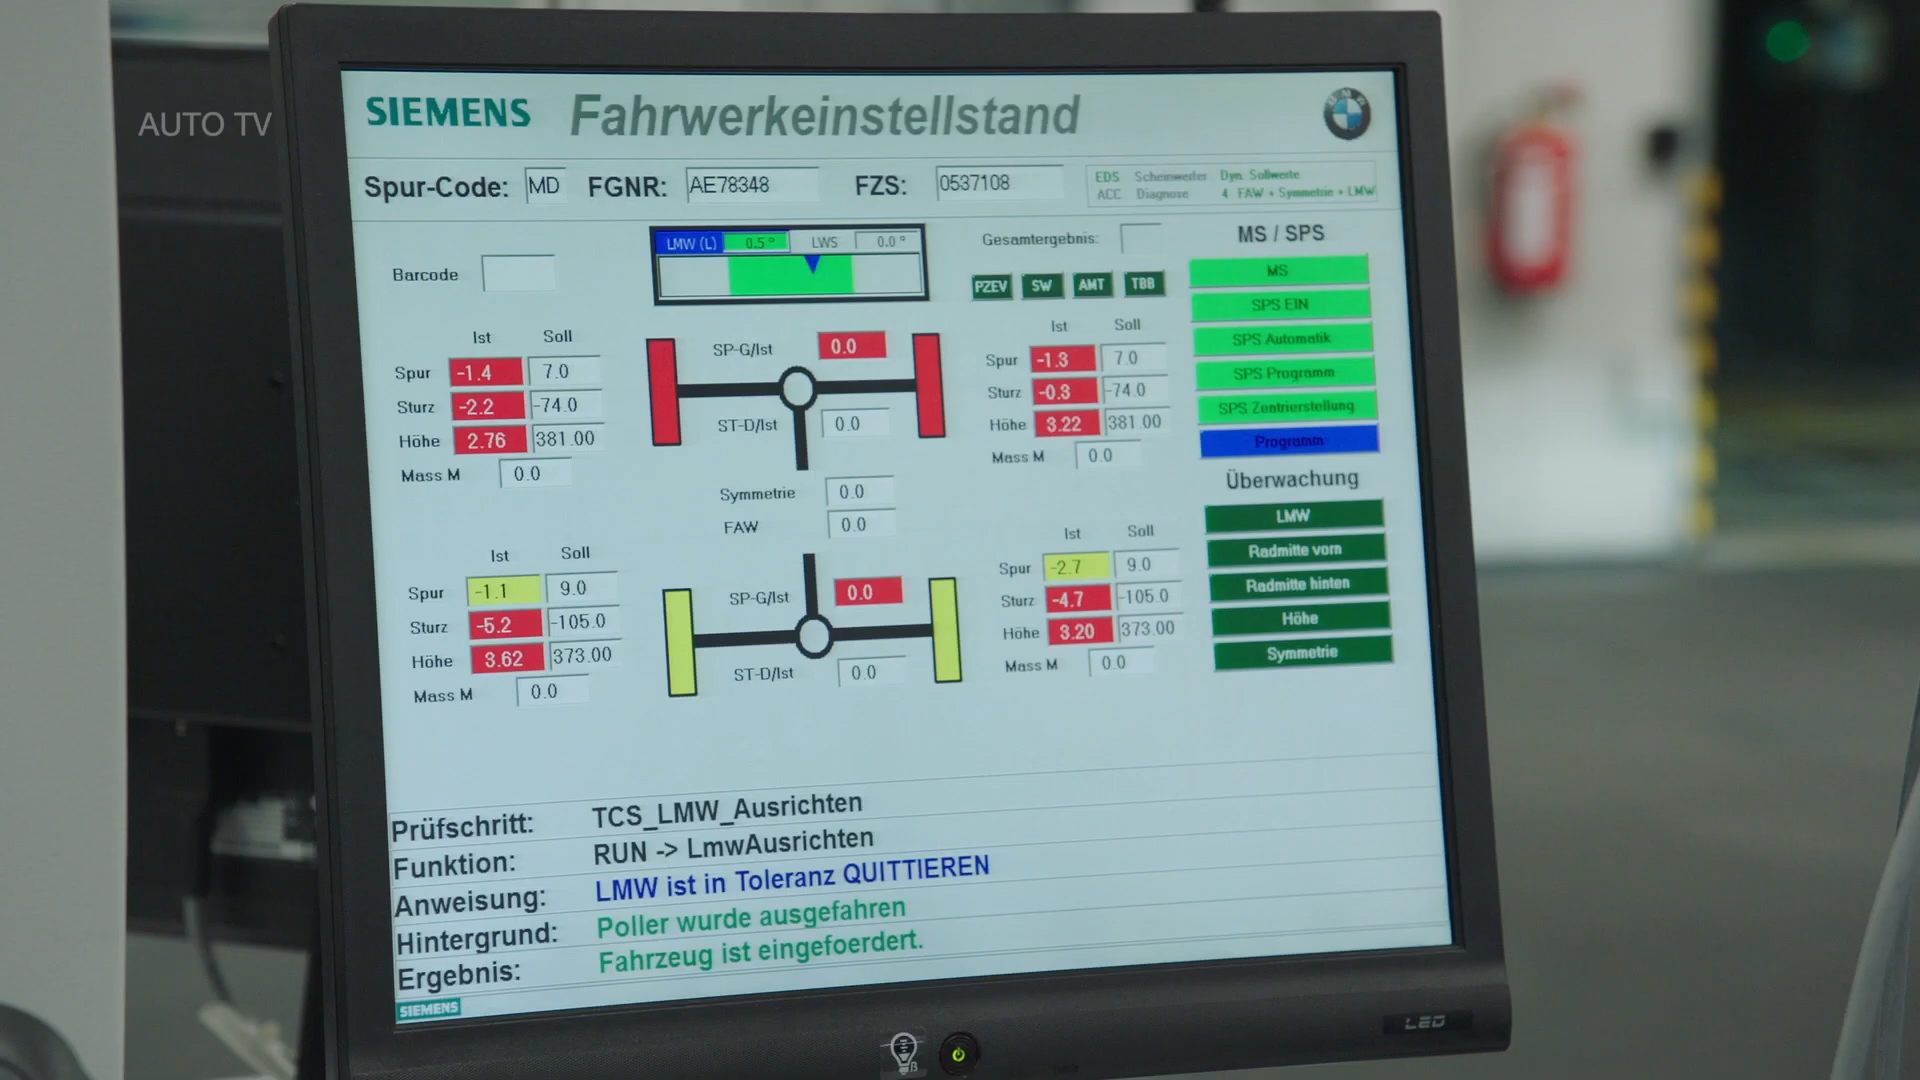 AUTO TV
SIEMENS Fahrwerkeinstellstand
Spur-Code: MD FGNR: AE78348 FZS: 0537108
EDS Scheinwerfer Dyn. Sollwerte
ACC Diagnose 4 FAW + Symmetrie + LMW
LMW (L) 0.5° LWS 0.0°
Gesamtergebnis:
MS / SPS
Barcode
PZEV SW AMT TBB
MS
SPS EIN
SPS Automatik
SPS Programm
SPS Zentrierstellung
Programm
Ist Soll
Spur -1.4 7.0
Sturz -2.2 -74.0
Höhe 2.76 381.00
Mass M 0.0
SP-G/Ist 0.0
ST-D/Ist 0.0
Symmetrie 0.0
FAW 0.0
Ist Soll
Spur -1.3 7.0
Sturz -0.3 -74.0
Höhe 3.22 381.00
Mass M 0.0
Überwachung
LMW
Radmitte vorn
Radmitte hinten
Höhe
Symmetrie
Ist Soll
Spur -1.1 9.0
Sturz -5.2 -105.0
Höhe 3.62 373.00
Mass M 0.0
SP-G/Ist 0.0
ST-D/Ist 0.0
Ist Soll
Spur -2.7 9.0
Sturz -4.7 -105.0
Höhe 3.20 373.00
Mass M 0.0
Prüfschritt: TCS_LMW_Ausrichten
Funktion: RUN -> LmwAusrichten
Anweisung: LMW ist in Toleranz QUITTIEREN
Hintergrund: Poller wurde ausgefahren
Ergebnis: Fahrzeug ist eingefoerdert.
SIEMENS
LED